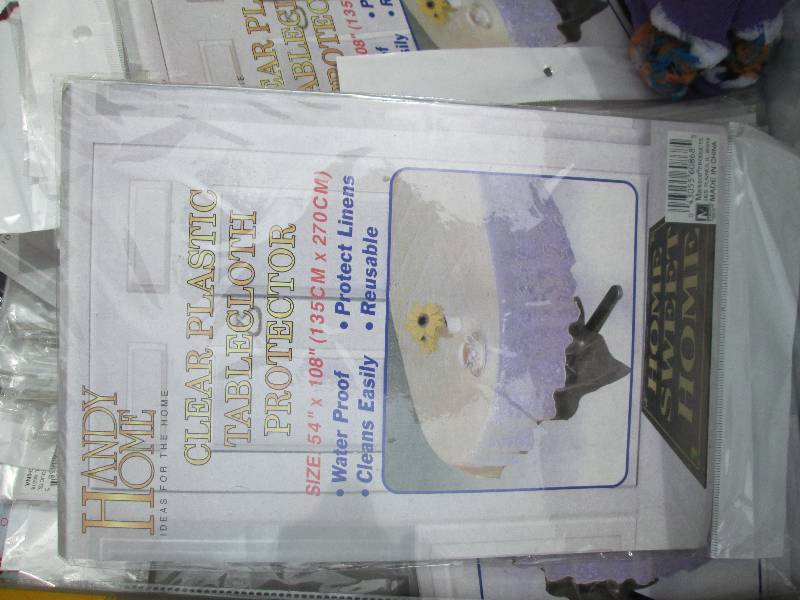 HANDY
HOME
IDEAS FOR THE HOME
CLEAR PLASTIC
TABLECLOTH
PROTECTOR
SIZE: 54" x 108" (135CM x 270CM)
• Water Proof • Protect Linens
• Cleans Easily • Reusable
HOME
SWEET
HOME
MADE IN CHINA